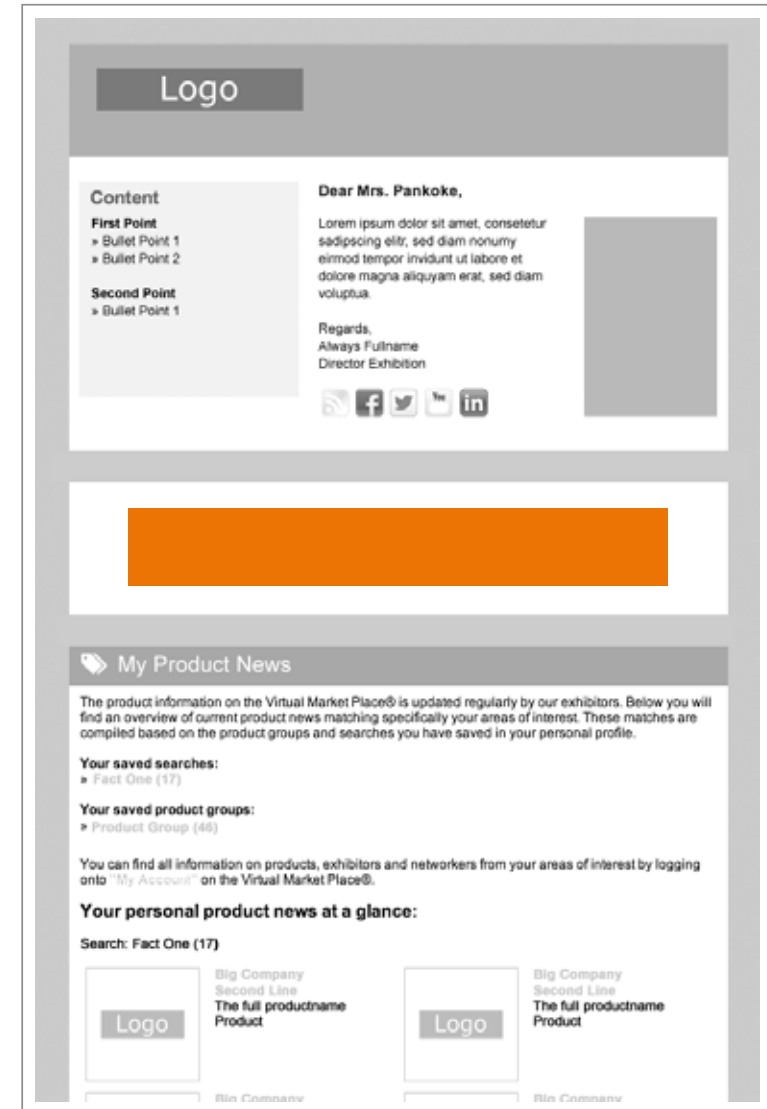 Logo
Content
First Point
» Bullet Point 1
» Bullet Point 2
Second Point
» Bullet Point 1
Dear Mrs. Pankoke,
Lorem ipsum dolor sit amet, consetetur
sadipscing elitr, sed diam nonumy
eirmod tempor invidunt ut labore et
dolore magna aliquyam erat, sed diam
voluptua.
Regards,
Always Fullname
Director Exhibition
You
in
My Product News
The product information on the Virtual Market Place® is updated regularly by our exhibitors. Below you will
find an overview of current product news matching specifically your areas of interest. These matches are
compiled based on the product groups and searches you have saved in your personal profile.
Your saved searches:
» Fact One (17)
Your saved product groups:
» Product Group (46)
You can find all information on products, exhibitors and networkers from your areas of interest by logging
onto "My Account" on the Virtual Market Place®.
Your personal product news at a glance:
Search: Fact One (17)
Logo
Big Company
Second Line
The full productname
Product
Logo
Big Company
Second Line
The full productname
Product
Big Company
Big Company